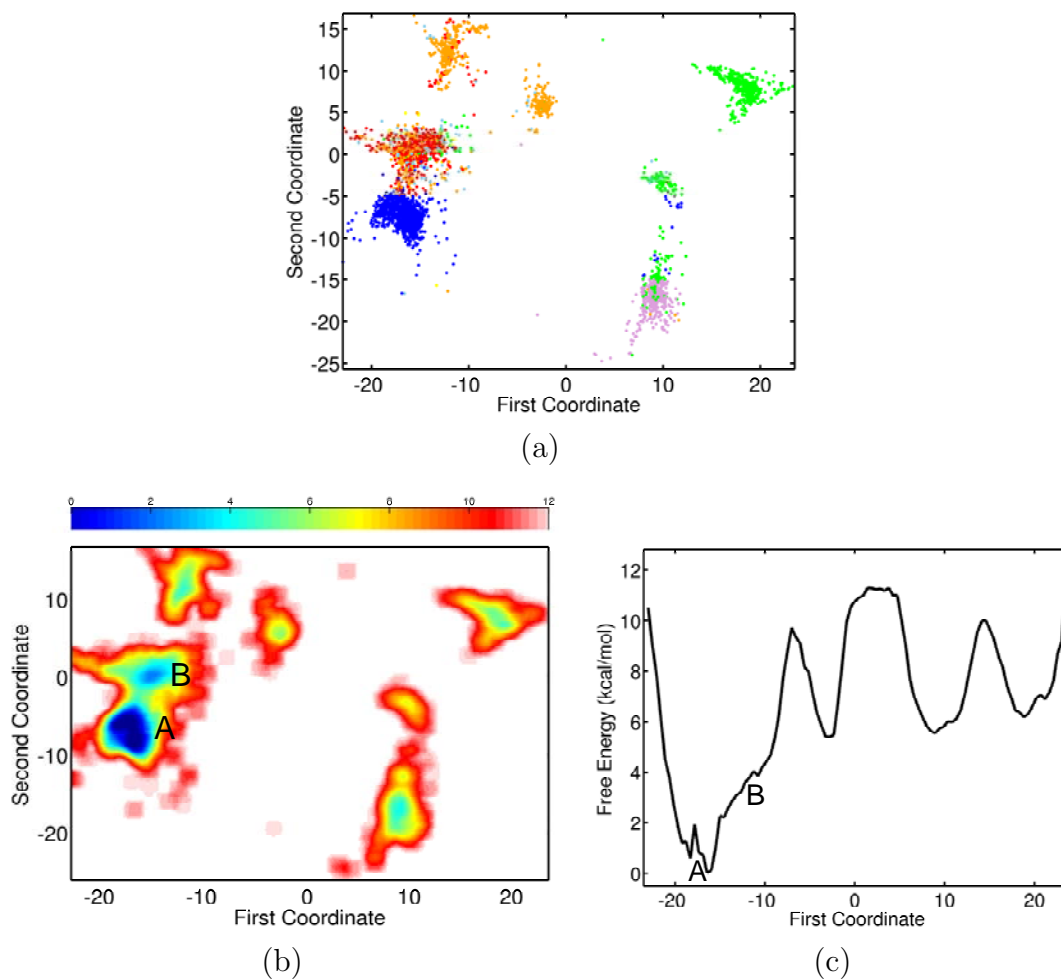 15
10
5
0
-5
-10
-15
-20
-25
Second Coordinate
-20 -10 0 10 20
First Coordinate
(a)
0 2 4 6 8 10 12
10
0
-10
-20
Second Coordinate
B
A
-20 -10 0 10 20
First Coordinate
(b)
12
10
8
6
4
2
0
Free Energy (kcal/mol)
B
A
-20 -10 0 10 20
First Coordinate
(c)